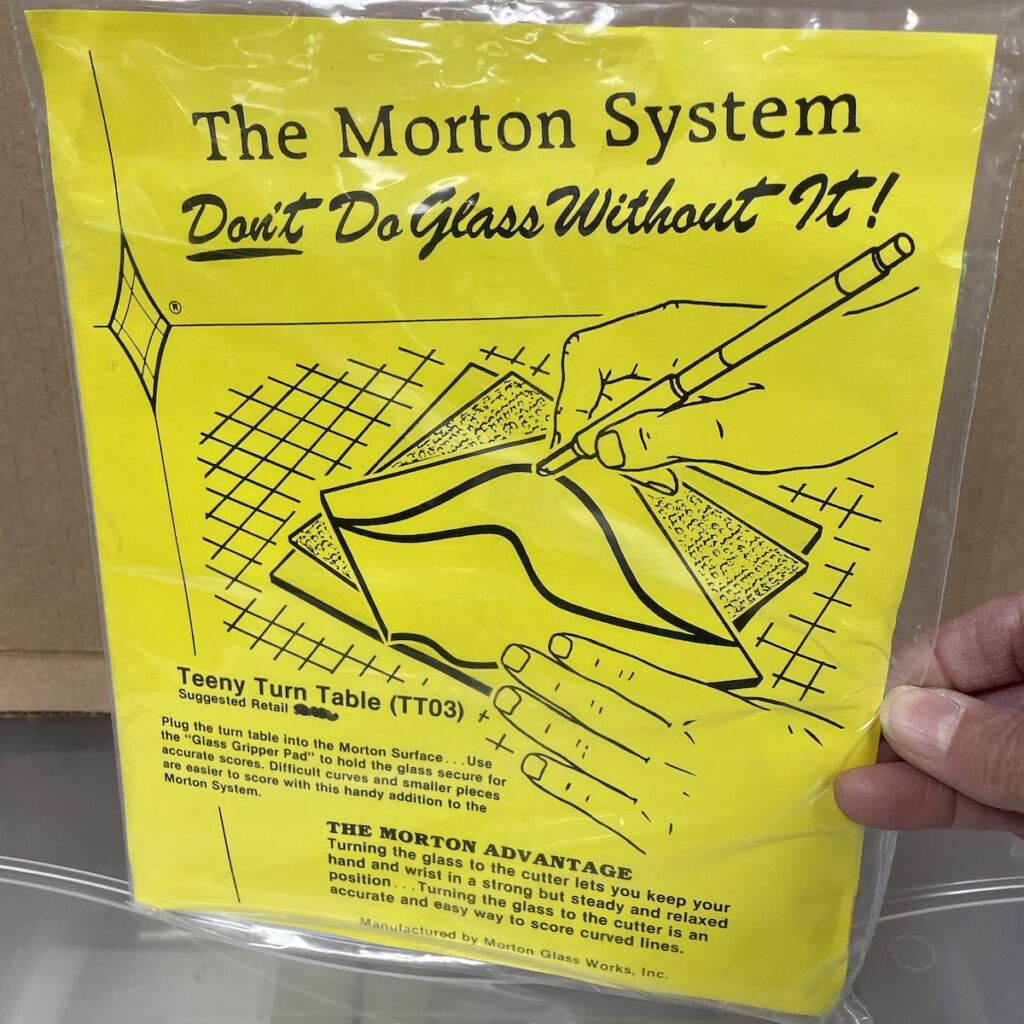 The Morton System
Don't Do Glass Without It!
®
Teeny Turn Table (TT03)
Suggested Retail
Plug the turn table into the Morton Surface...Use
the "Glass Gripper Pad" to hold the glass secure for
accurate scores. Difficult curves and smaller pieces
are easier to score with this handy addition to the
Morton System.
THE MORTON ADVANTAGE
Turning the glass to the cutter lets you keep your
hand and wrist in a strong but steady and relaxed
position...Turning the glass to the cutter is an
accurate and easy way to score curved lines.
Manufactured by Morton Glass Works, Inc.